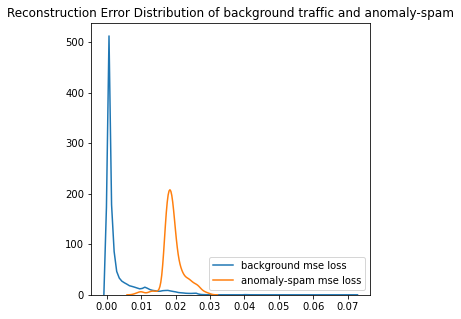 Reconstruction Error Distribution of background traffic and anomaly-spam
500
400
300
200
100
0
background mse loss
anomaly-spam mse loss
0.00 0.01 0.02 0.03 0.04 0.05 0.06 0.07